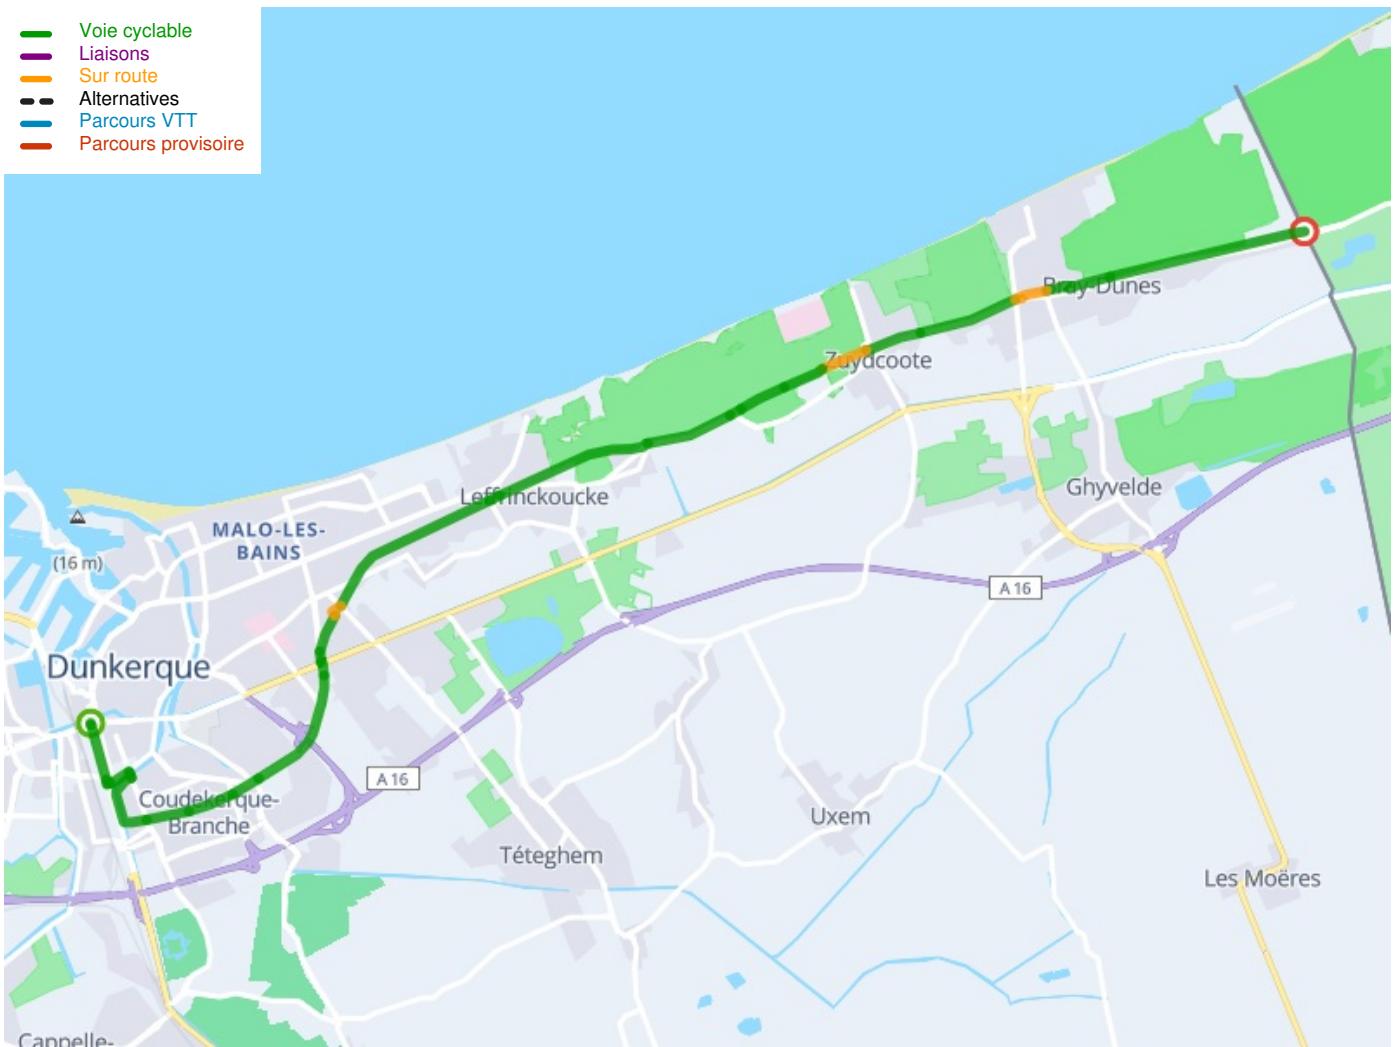 Voie cyclable
Liaisons
Sur route
Alternatives
Parcours VTT
Parcours provisoire
Bray-Dunes
Zuydcoote
Leffrinckoucke
Ghyvelde
MALO-LES-
BAINS
(16 m)
A 16
Dunkerque
A 16
Coudekerque-
Branche
Uxem
Téteghem
Les Moëres
Cappelle-